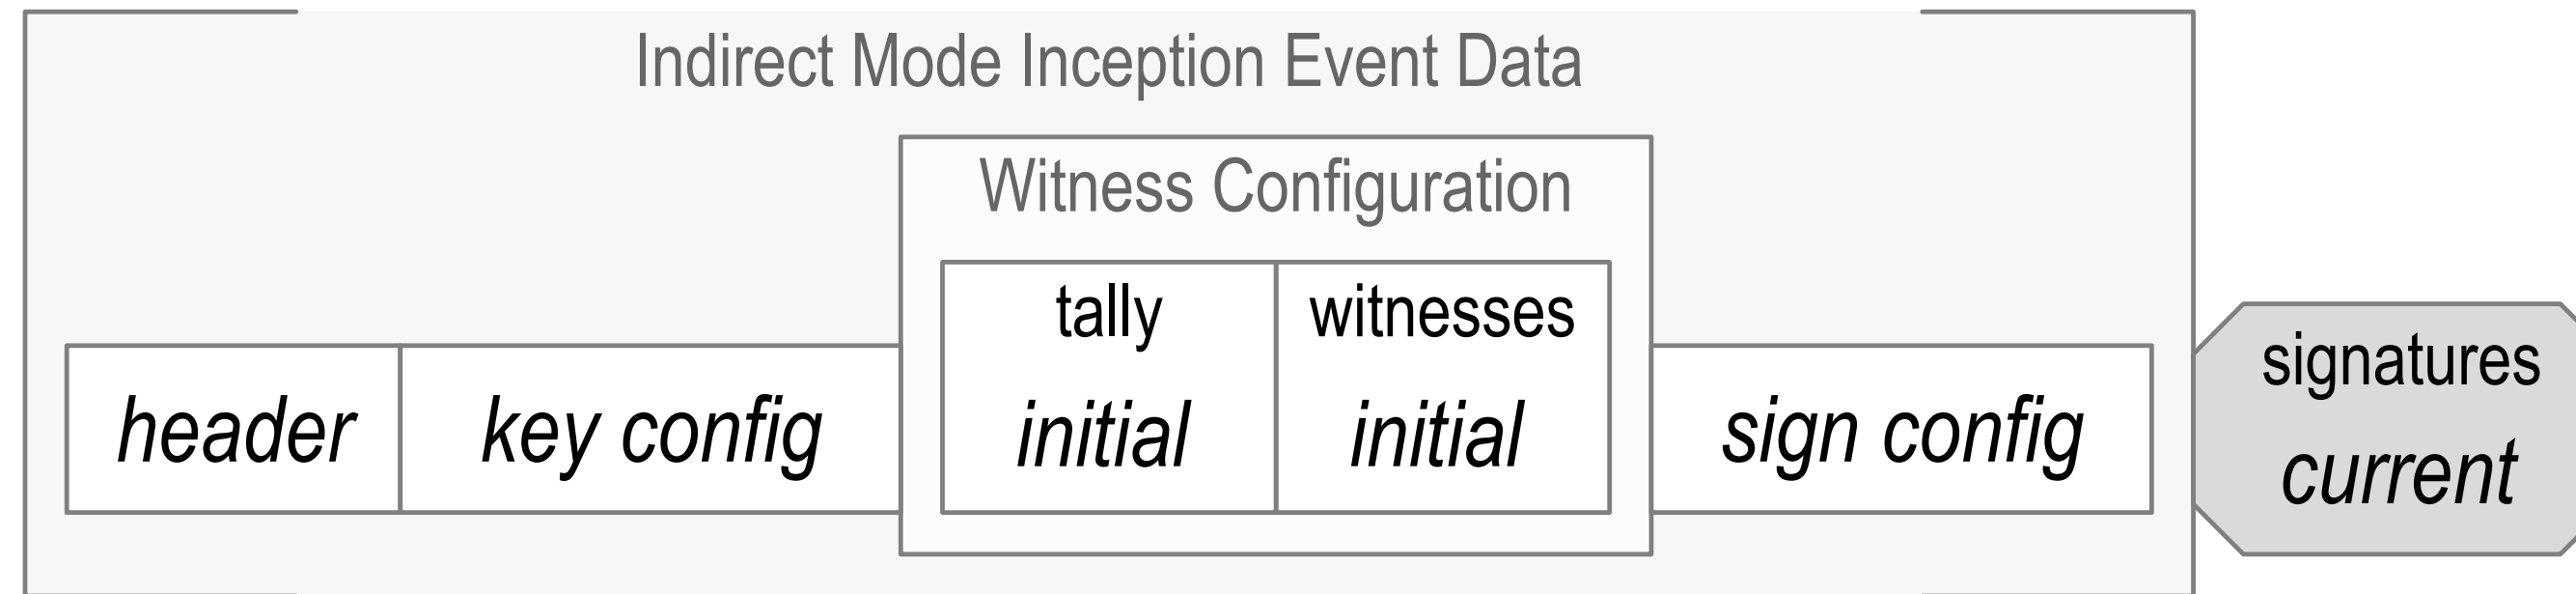 Indirect Mode Inception Event Data
Witness Configuration
tally witnesses
header key config initial initial sign config
signatures
current